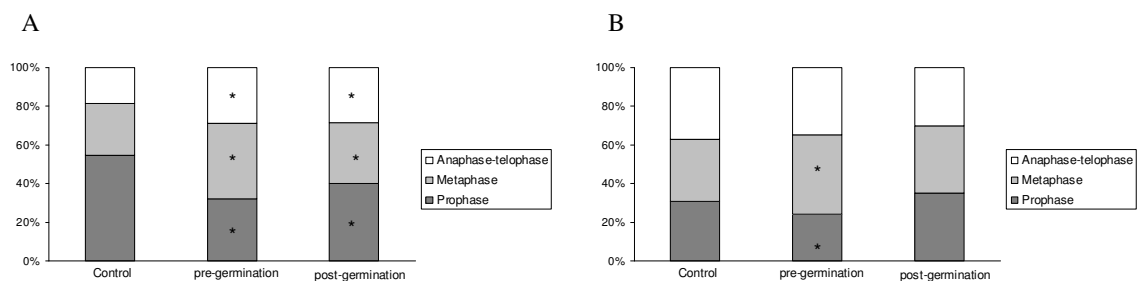 A
100%
80%
60%
40%
20%
0%
*
*
*
*
*
*
Control
pre-germination
post-germination
Anaphase-telophase
Metaphase
Prophase
B
100%
80%
60%
40%
20%
0%
*
*
Control
pre-germination
post-germination
Anaphase-telophase
Metaphase
Prophase